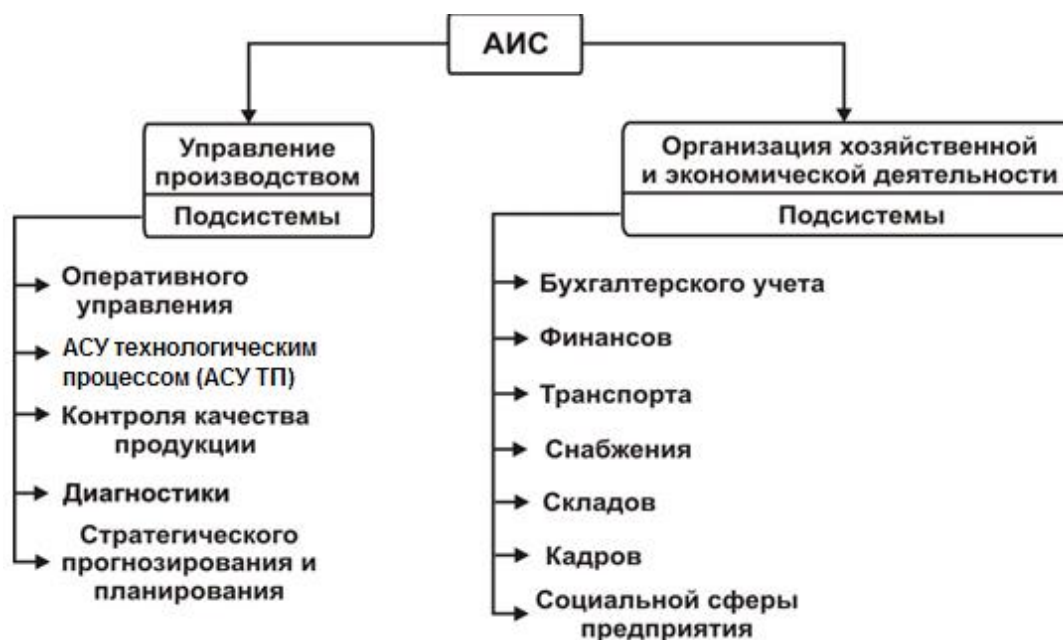 АИС
Управление
производством
Подсистемы
Оперативного
управления
АСУ технологическим
процессом (АСУ ТП)
Контроля качества
продукции
Диагностики
Стратегического
прогнозирования и
планирования
Организация хозяйственной
и экономической деятельности
Подсистемы
Бухгалтерского учета
Финансов
Транспорта
Снабжения
Складов
Кадров
Социальной сферы
предприятия